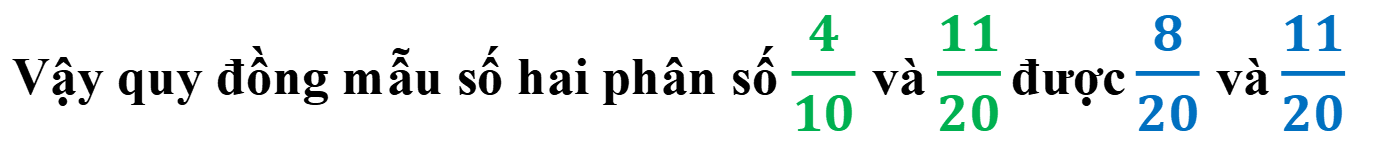 Vậy quy đồng mẫu số hai phân số 4/10 và 11/20 được 8/20 và 11/20